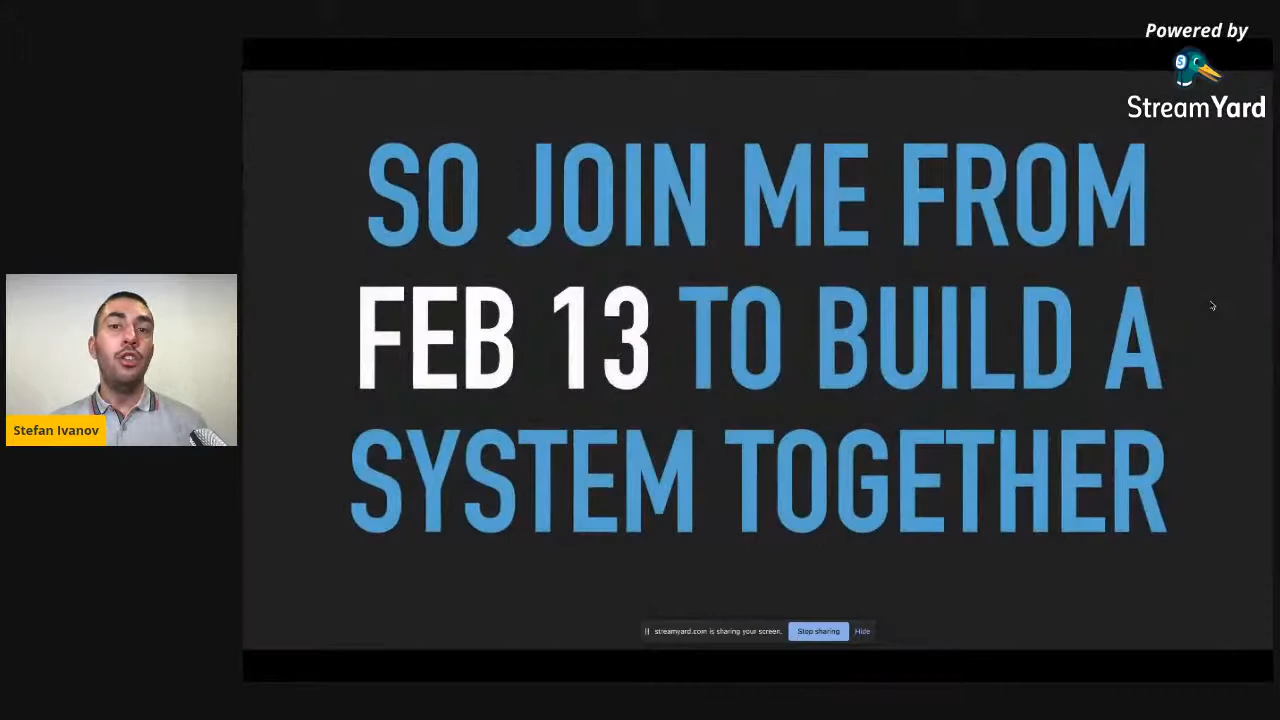 Powered by
StreamYard
SO JOIN ME FROM
FEB 13 TO BUILD A
SYSTEM TOGETHER
Stefan Ivanov
streamyard.com is sharing your screen. Stop sharing Hide